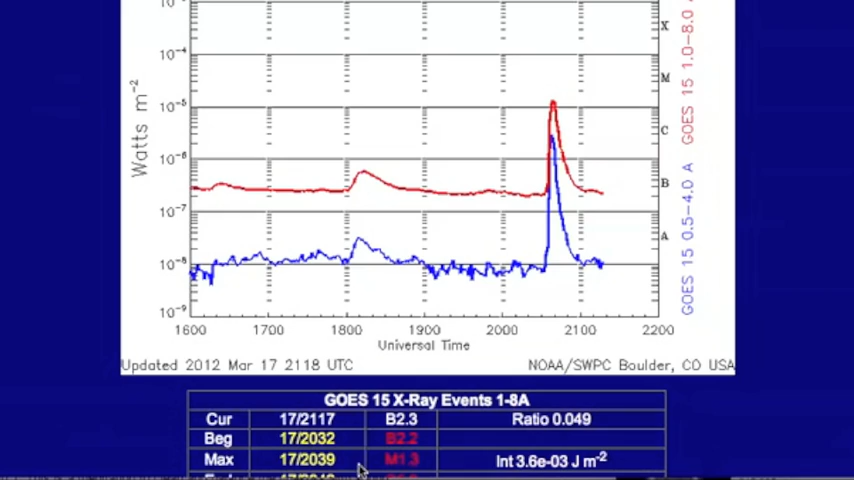 X
10-4
M
10-5
C
10-6
B
10-7
A
10-8
10-9
Watts m-2
GOES 15 0.5-4.0 A GOES 15 1.0-8.0
1600 1700 1800 1900 2000 2100 2200
Universal Time
Updated 2012 Mar 17 2118 UTC NOAA/SWPC Boulder, CO USA
GOES 15 X-Ray Events 1-8A
Cur 17/2117 B2.3 Ratio 0.049
Beg 17/2032 B2.2
Max 17/2039 M1.3 Int 3.6e-03 J m-2